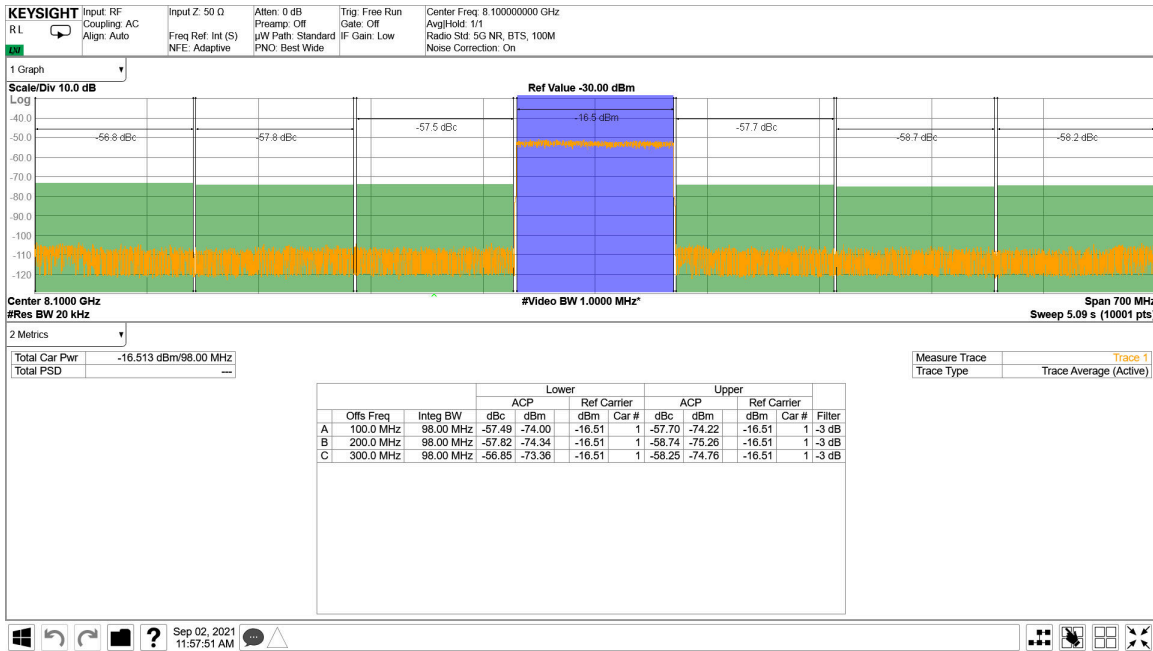 KEYSIGHT Input: RF Input Z: 50 Ω Atten: 0 dB Trig: Free Run Center Freq: 8.100000000 GHz
RL Coupling: AC Preamp: Off Gate: Off Avg|Hold: 1/1
Align: Auto Freq Ref: Int (S) µW Path: Standard IF Gain: Low Radio Std: 5G NR, BTS, 100M
LXI NFE: Adaptive PNO: Best Wide Noise Correction: On
1 Graph
Scale/Div 10.0 dB Ref Value -30.00 dBm
Log
-40.0 -16.5 dBm
-57.5 dBc -57.7 dBc
-50.0 -56.8 dBc -57.8 dBc -58.7 dBc -58.2 dBc
-60.0
-70.0
-80.0
-90.0
-100
-110
-120
Center 8.1000 GHz #Video BW 1.0000 MHz* Span 700 MHz
#Res BW 20 kHz Sweep 5.09 s (10001 pts)
2 Metrics
Total Car Pwr -16.513 dBm/98.00 MHz Measure Trace Trace 1
Total PSD --- Trace Type Trace Average (Active)
Lower Upper
ACP Ref Carrier ACP Ref Carrier
Offs Freq Integ BW dBc dBm dBm Car # dBc dBm dBm Car # Filter
A 100.0 MHz 98.00 MHz -57.49 -74.00 -16.51 1 -57.70 -74.22 -16.51 1 -3 dB
B 200.0 MHz 98.00 MHz -57.82 -74.34 -16.51 1 -58.74 -75.26 -16.51 1 -3 dB
C 300.0 MHz 98.00 MHz -56.85 -73.36 -16.51 1 -58.25 -74.76 -16.51 1 -3 dB
? Sep 02, 2021
11:57:51 AM